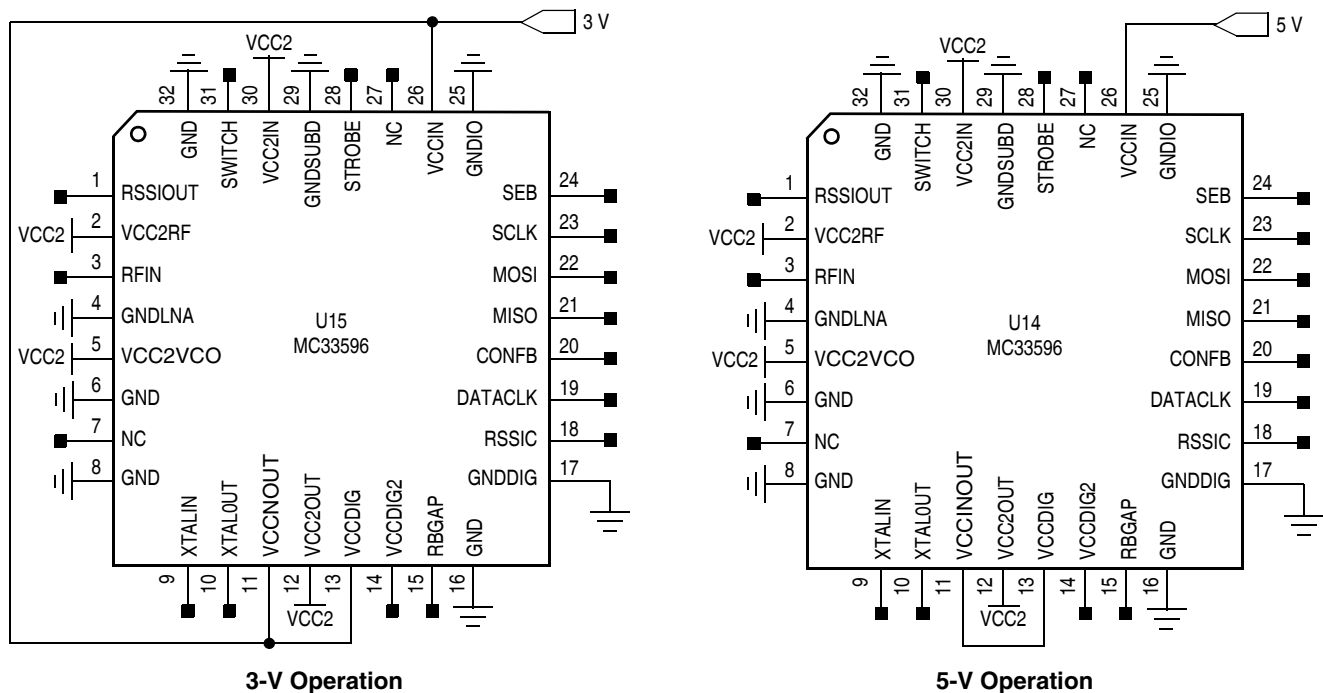 3 V
VCC2
32
31
30
29
28
27
26
25
GND
SWITCH
VCC2IN
GNDSUBD
STROBE
NC
VCCIN
GNDIO
1
RSSIOUT
VCC2
2
VCC2RF
3
RFIN
4
GNDLNA
VCC2
5
VCC2VCO
6
GND
7
NC
8
GND
U15
MC33596
SEB
24
SCLK
23
MOSI
22
MISO
21
CONFB
20
DATACLK
19
RSSIC
18
GNDDIG
17
XTALIN
XTAL0UT
VCCNOUT
VCC2OUT
VCCDIG
VCCDIG2
RBGAP
GND
9
10
11
12
13
14
15
16
VCC2
3-V Operation
5 V
VCC2
32
31
30
29
28
27
26
25
GND
SWITCH
VCC2IN
GNDSUBD
STROBE
NC
VCCIN
GNDIO
1
RSSIOUT
VCC2
2
VCC2RF
3
RFIN
4
GNDLNA
VCC2
5
VCC2VCO
6
GND
7
NC
8
GND
U14
MC33596
SEB
24
SCLK
23
MOSI
22
MISO
21
CONFB
20
DATACLK
19
RSSIC
18
GNDDIG
17
XTALIN
XTAL0UT
VCCINOUT
VCC2OUT
VCCDIG
VCCDIG2
RBGAP
GND
9
10
11
12
13
14
15
16
VCC2
5-V Operation